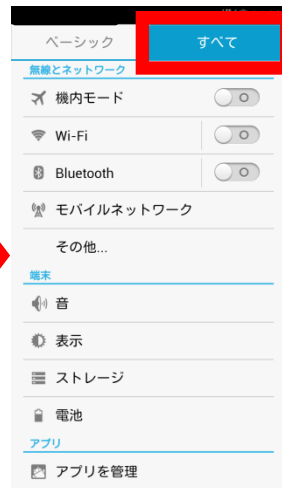 ベーシック すべて
無線とネットワーク
機内モード
Wi-Fi
Bluetooth
モバイルネットワーク
その他...
端末
音
表示
ストレージ
電池
アプリ
アプリを管理